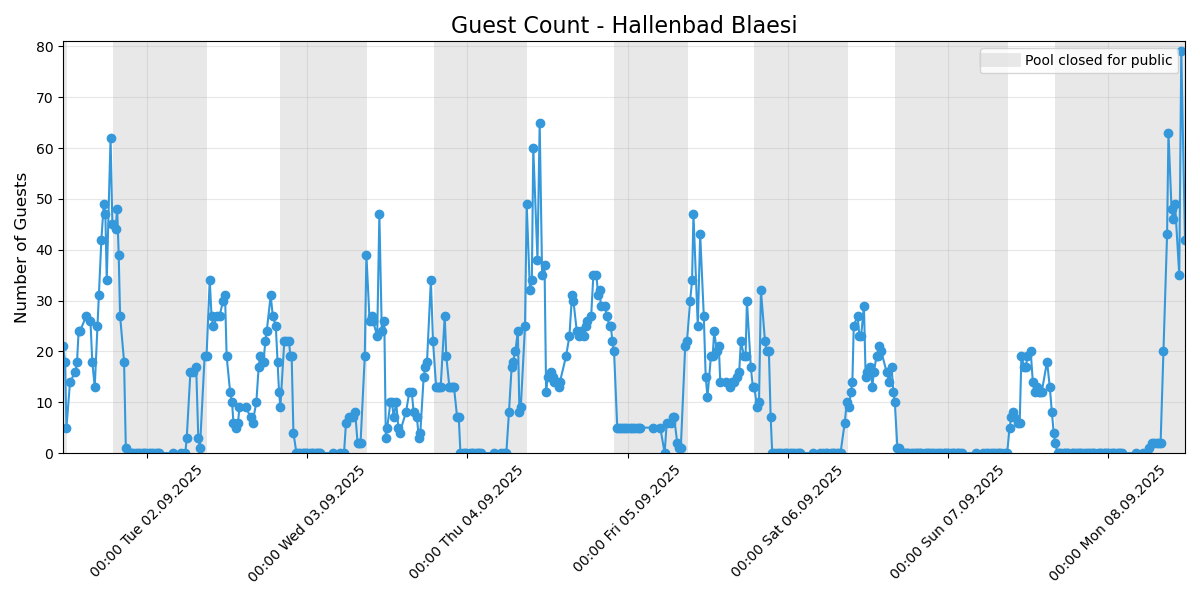 Guest Count - Hallenbad Blaesi
Pool closed for public
Number of Guests
80
70
60
50
40
30
20
10
0
00:00 Tue 02.09.2025
00:00 Wed 03.09.2025
00:00 Thu 04.09.2025
00:00 Fri 05.09.2025
00:00 Sat 06.09.2025
00:00 Sun 07.09.2025
00:00 Mon 08.09.2025